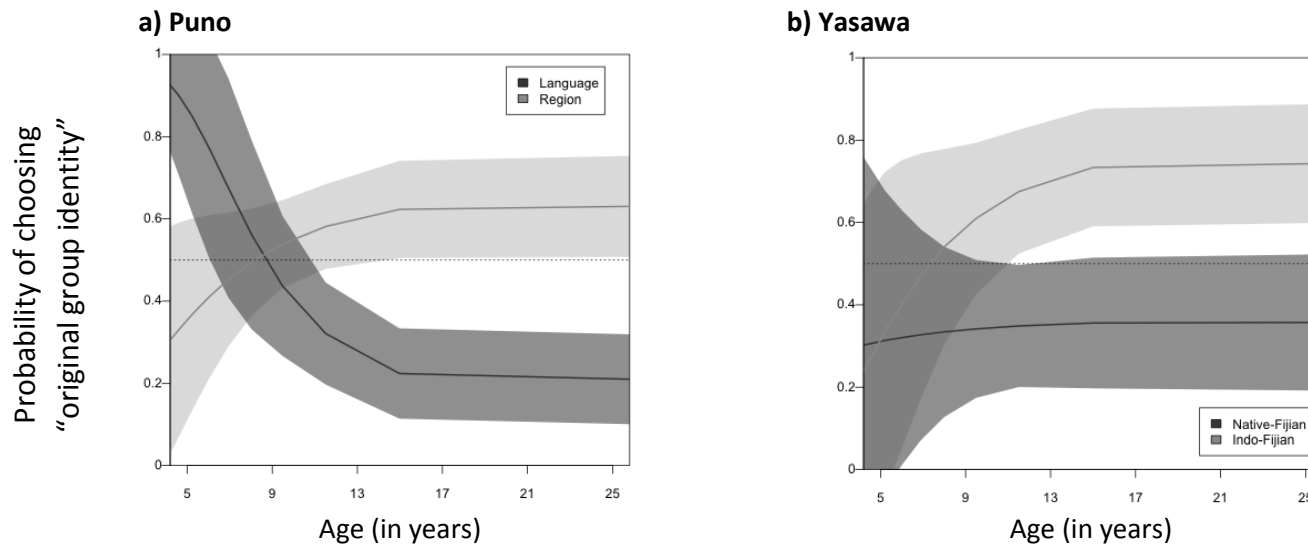 a) Puno
b) Yasawa
Probability of choosing
“original group identity”
1
0.8
0.6
0.4
0.2
0
Language
Region
5 9 13 17 21 25
Age (in years)
1
0.8
0.6
0.4
0.2
0
Native-Fijian
Indo-Fijian
5 9 13 17 21 25
Age (in years)